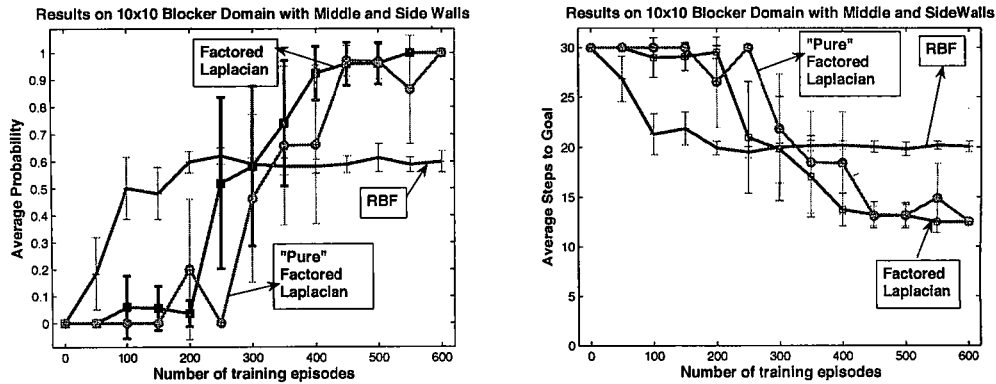 Results on 10x10 Blocker Domain with Middle and Side Walls
Average Probability
1
0.9
0.8
0.7
0.6
0.5
0.4
0.3
0.2
0.1
0
Factored
Laplacian
RBF
"Pure"
Factored
Laplacian
0 100 200 300 400 500 600
Number of training episodes
Results on 10x10 Blocker Domain with Middle and SideWalls
Average Steps to Goal
30
25
20
15
10
5
0
"Pure"
Factored
Laplacian
RBF
Factored
Laplacian
0 100 200 300 400 500 600
Number of training episodes